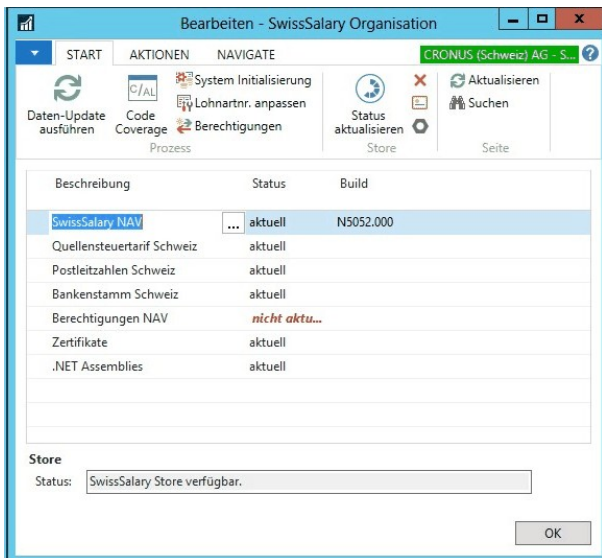 Bearbeiten - SwissSalary Organisation
START AKTIONEN NAVIGATE CRONUS (Schweiz) AG - S...
Daten-Update ausführen
C/AL
Code Coverage
System Initialisierung
Lohnartnr. anpassen
Berechtigungen
Prozess
Status aktualisieren
Store
Aktualisieren
Suchen
Seite
Beschreibung Status Build
SwissSalary NAV ... aktuell N5052.000
Quellensteuertarif Schweiz aktuell
Postleitzahlen Schweiz aktuell
Bankenstamm Schweiz aktuell
Berechtigungen NAV nicht aktu...
Zertifikate aktuell
.NET Assemblies aktuell
Store
Status: SwissSalary Store verfügbar.
OK